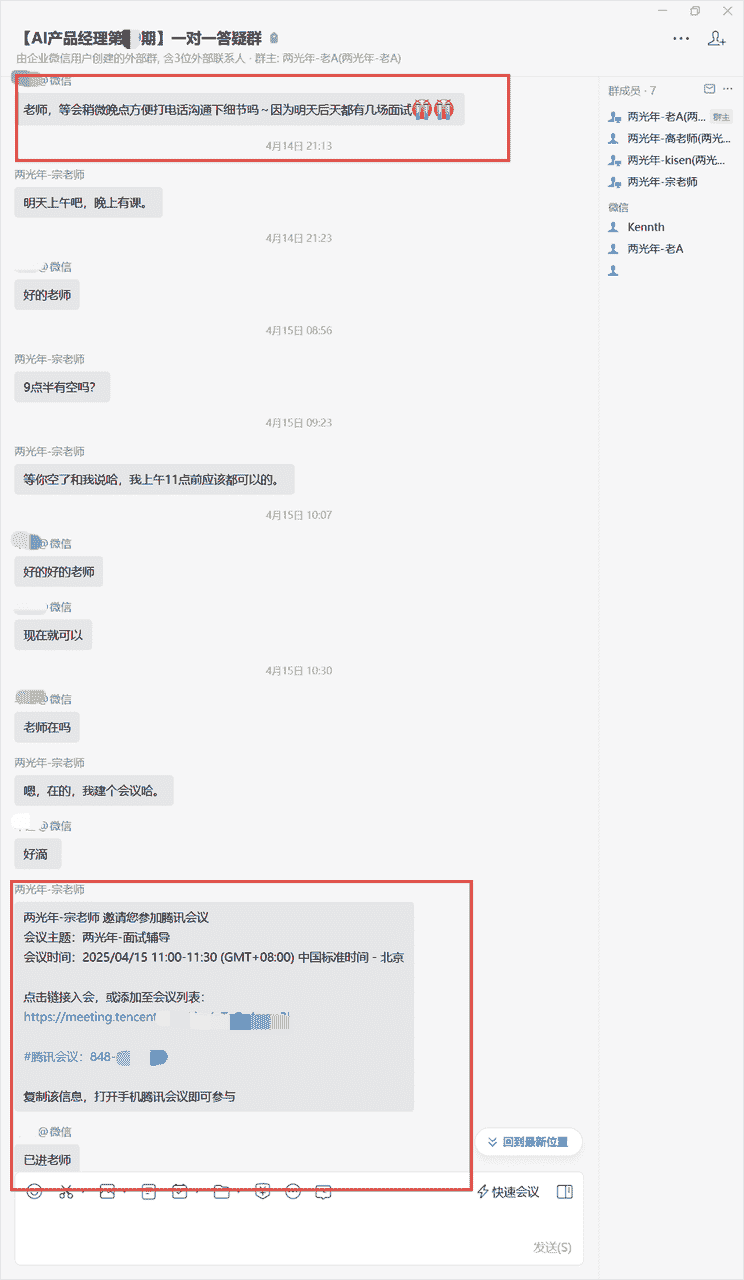 【AI产品经理第 期】一对一答疑群
由企业微信用户创建的外部群, 含3位外部联系人 · 群主: 两光年-老A(两光年-老A)
@微信
老师，等会稍微晚点方便打电话沟通下细节吗～因为明天后天都有几场面试😭😭
4月14日 21:13
两光年-宗老师
明天上午吧，晚上有课。
4月14日 21:23
@微信
好的老师
4月15日 08:56
两光年-宗老师
9点半有空吗？
4月15日 09:23
两光年-宗老师
等你空了和我说哈，我上午11点前应该都可以的。
4月15日 10:07
@微信
好的好的老师
@微信
现在就可以
4月15日 10:30
@微信
老师在吗
两光年-宗老师
嗯，在的，我建个会议哈。
@微信
好滴
两光年-宗老师
两光年-宗老师 邀请您参加腾讯会议
会议主题：两光年-面试辅导
会议时间：2025/04/15 11:00-11:30 (GMT+08:00) 中国标准时间 - 北京
点击链接入会，或添加至会议列表：
https://meeting.tencent
#腾讯会议：848-
复制该信息，打开手机腾讯会议即可参与
@微信
已进老师
回到最新位置
快速会议
发送(S)
群成员 · 7
两光年-老A(两... 群主
两光年-高老师(两光...
两光年-kisen(两光...
两光年-宗老师
微信
Kennth
两光年-老A